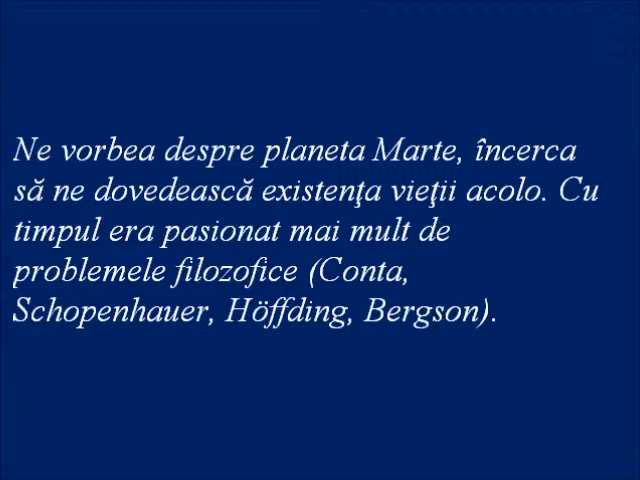 Ne vorbea despre planeta Marte, încerca
să ne dovedească existenţa vieţii acolo. Cu
timpul era pasionat mai mult de
problemele filozofice (Conta,
Schopenhauer, Höffding, Bergson).